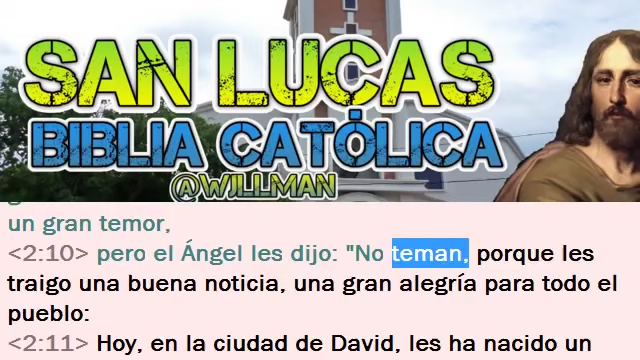 SAN LUCAS
BIBLIA CATÓLICA
@WJLLMAN
un gran temor,
<2:10> pero el Ángel les dijo: "No teman, porque les
traigo una buena noticia, una gran alegría para todo el
pueblo:
<2:11> Hoy, en la ciudad de David, les ha nacido un